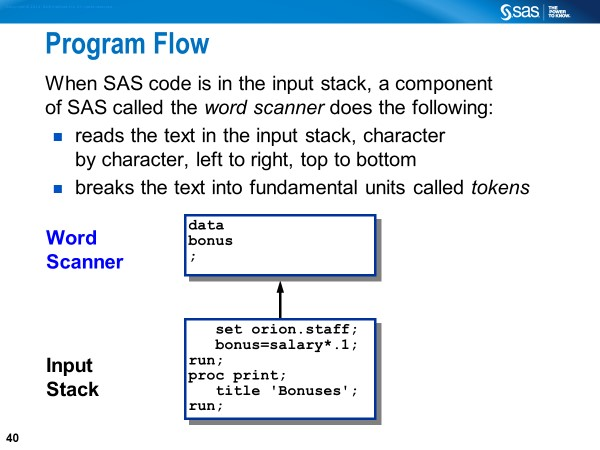 sas THE POWER TO KNOW.
Program Flow
When SAS code is in the input stack, a component
of SAS called the word scanner does the following:
reads the text in the input stack, character
by character, left to right, top to bottom
breaks the text into fundamental units called tokens
Word
Scanner
data
bonus
;
Input
Stack
set orion.staff;
bonus=salary*.1;
run;
proc print;
title 'Bonuses';
run;
40